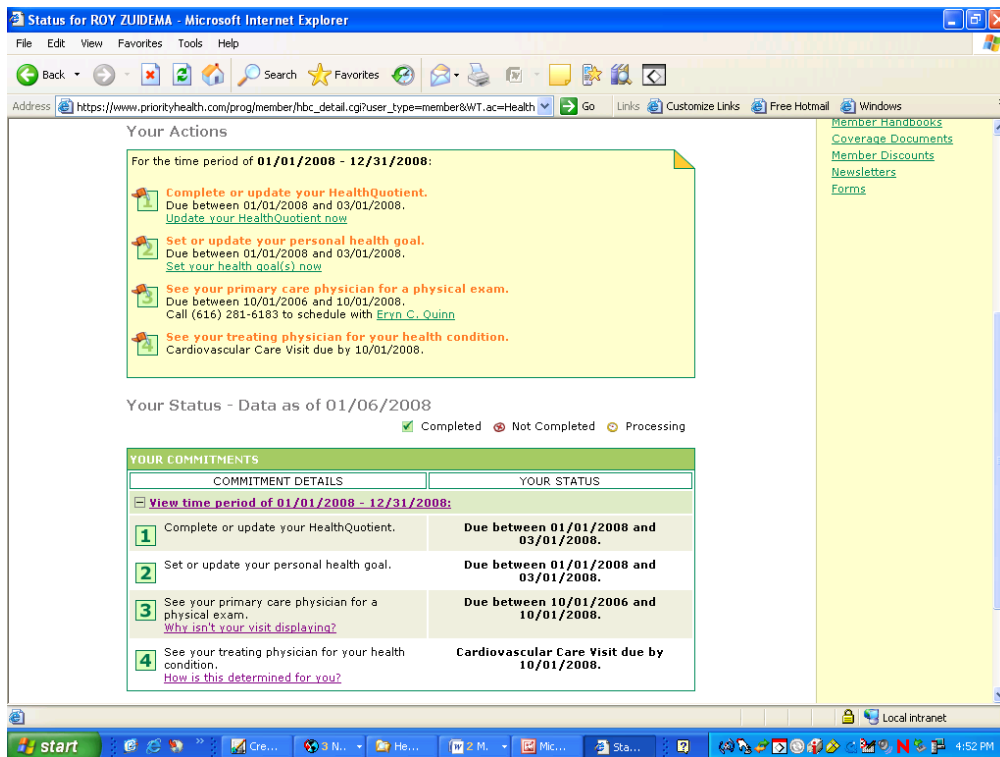 Status for ROY ZUIDEMA - Microsoft Internet Explorer
File Edit View Favorites Tools Help
Back Search Favorites
Address https://www.priorityhealth.com/prog/member/hbc_detail.cgi?user_type=member&WT.ac=Health Go Links Customize Links Free Hotmail Windows
Member Handbooks
Coverage Documents
Member Discounts
Newsletters
Forms
Your Actions
For the time period of 01/01/2008 - 12/31/2008:
1 Complete or update your HealthQuotient.
Due between 01/01/2008 and 03/01/2008.
Update your HealthQuotient now
2 Set or update your personal health goal.
Due between 01/01/2008 and 03/01/2008.
Set your health goal(s) now
3 See your primary care physician for a physical exam.
Due between 10/01/2006 and 10/01/2008.
Call (616) 281-6183 to schedule with Eryn C. Quinn
4 See your treating physician for your health condition.
Cardiovascular Care Visit due by 10/01/2008.
Your Status - Data as of 01/06/2008
Completed Not Completed Processing
YOUR COMMITMENTS
COMMITMENT DETAILS YOUR STATUS
View time period of 01/01/2008 - 12/31/2008:
1 Complete or update your HealthQuotient. Due between 01/01/2008 and
03/01/2008.
2 Set or update your personal health goal. Due between 01/01/2008 and
03/01/2008.
3 See your primary care physician for a Due between 10/01/2006 and
physical exam. 10/01/2008.
Why isn't your visit displaying?
4 See your treating physician for your health Cardiovascular Care Visit due by
condition. 10/01/2008.
How is this determined for you?
Local intranet
start Cre... 3 N.. He... 2 M. Mic... Sta... 4:52 PM